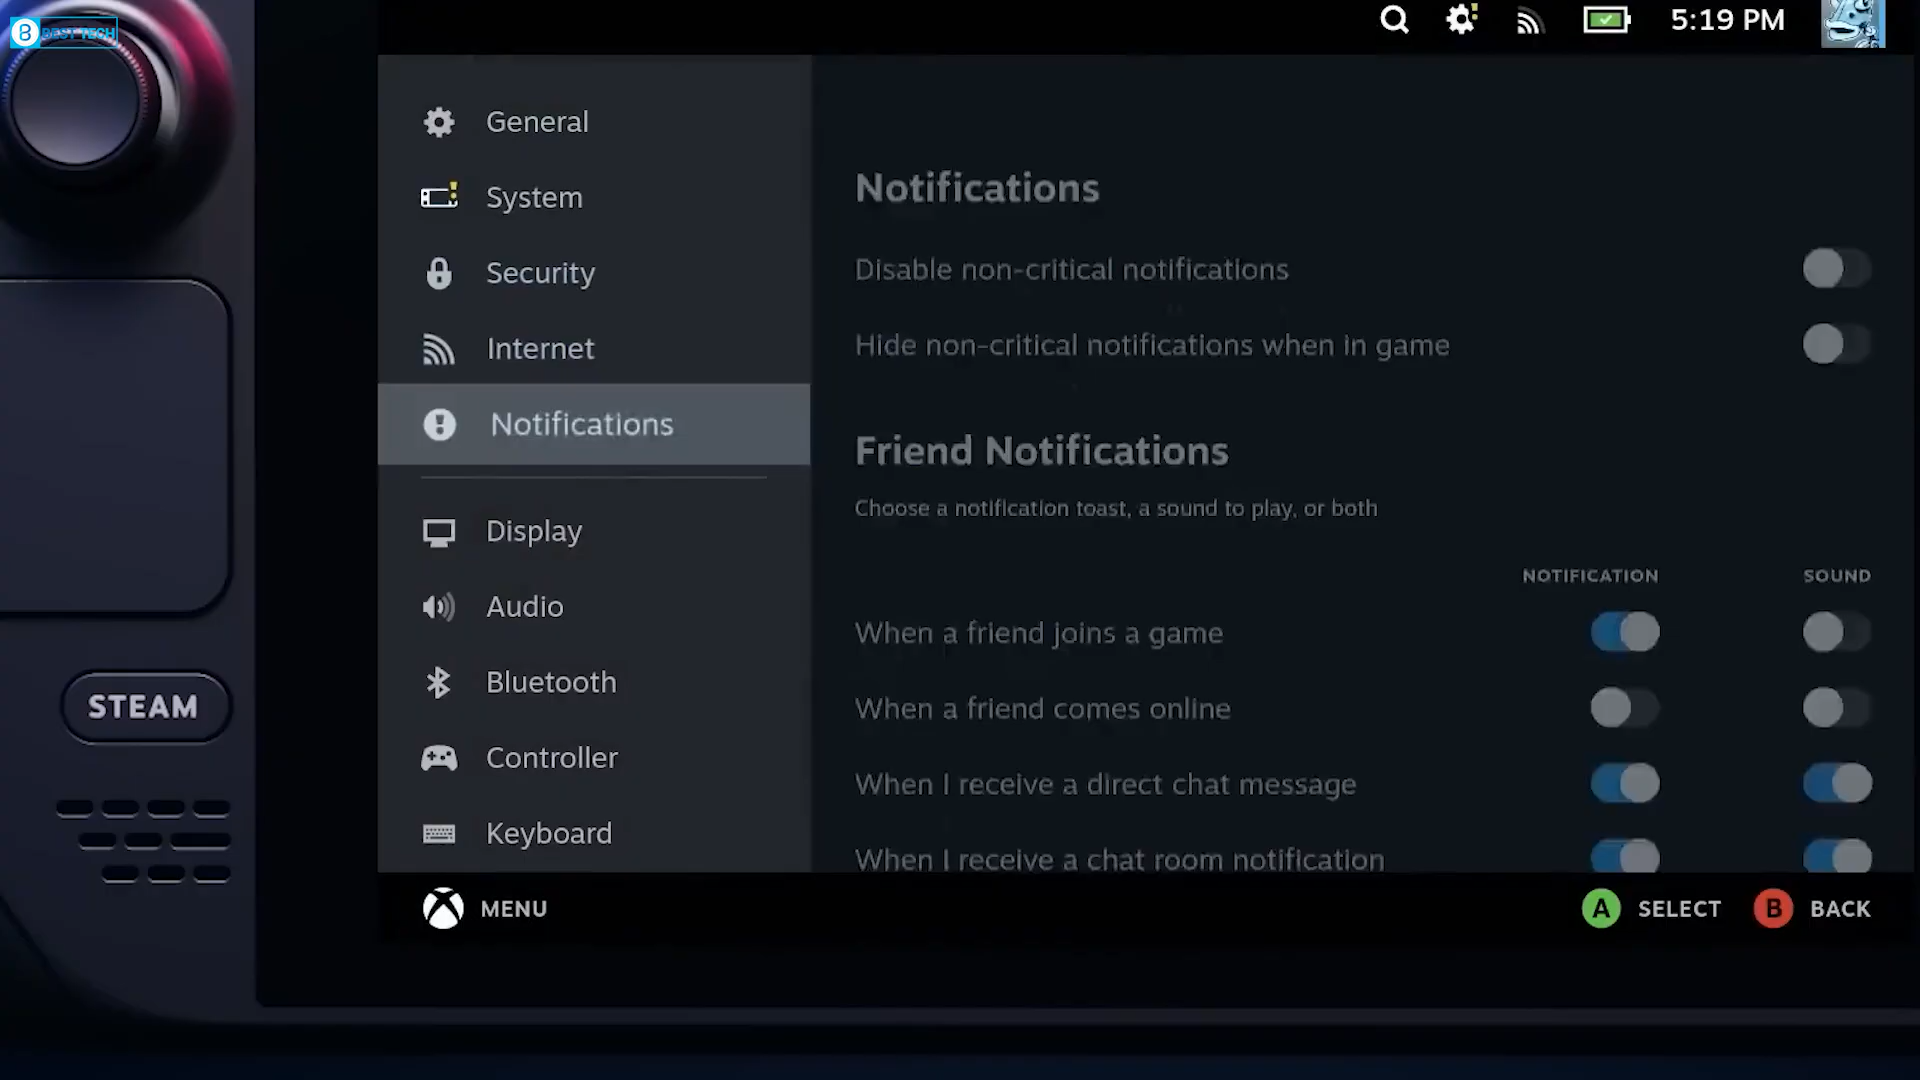 BEST TECH
5:19 PM
General
System
Security
Internet
Notifications
Display
Audio
Bluetooth
Controller
Keyboard
Notifications
Disable non-critical notifications
Hide non-critical notifications when in game
Friend Notifications
Choose a notification toast, a sound to play, or both
NOTIFICATION SOUND
When a friend joins a game
When a friend comes online
When I receive a direct chat message
When I receive a chat room notification
STEAM
MENU
A SELECT B BACK